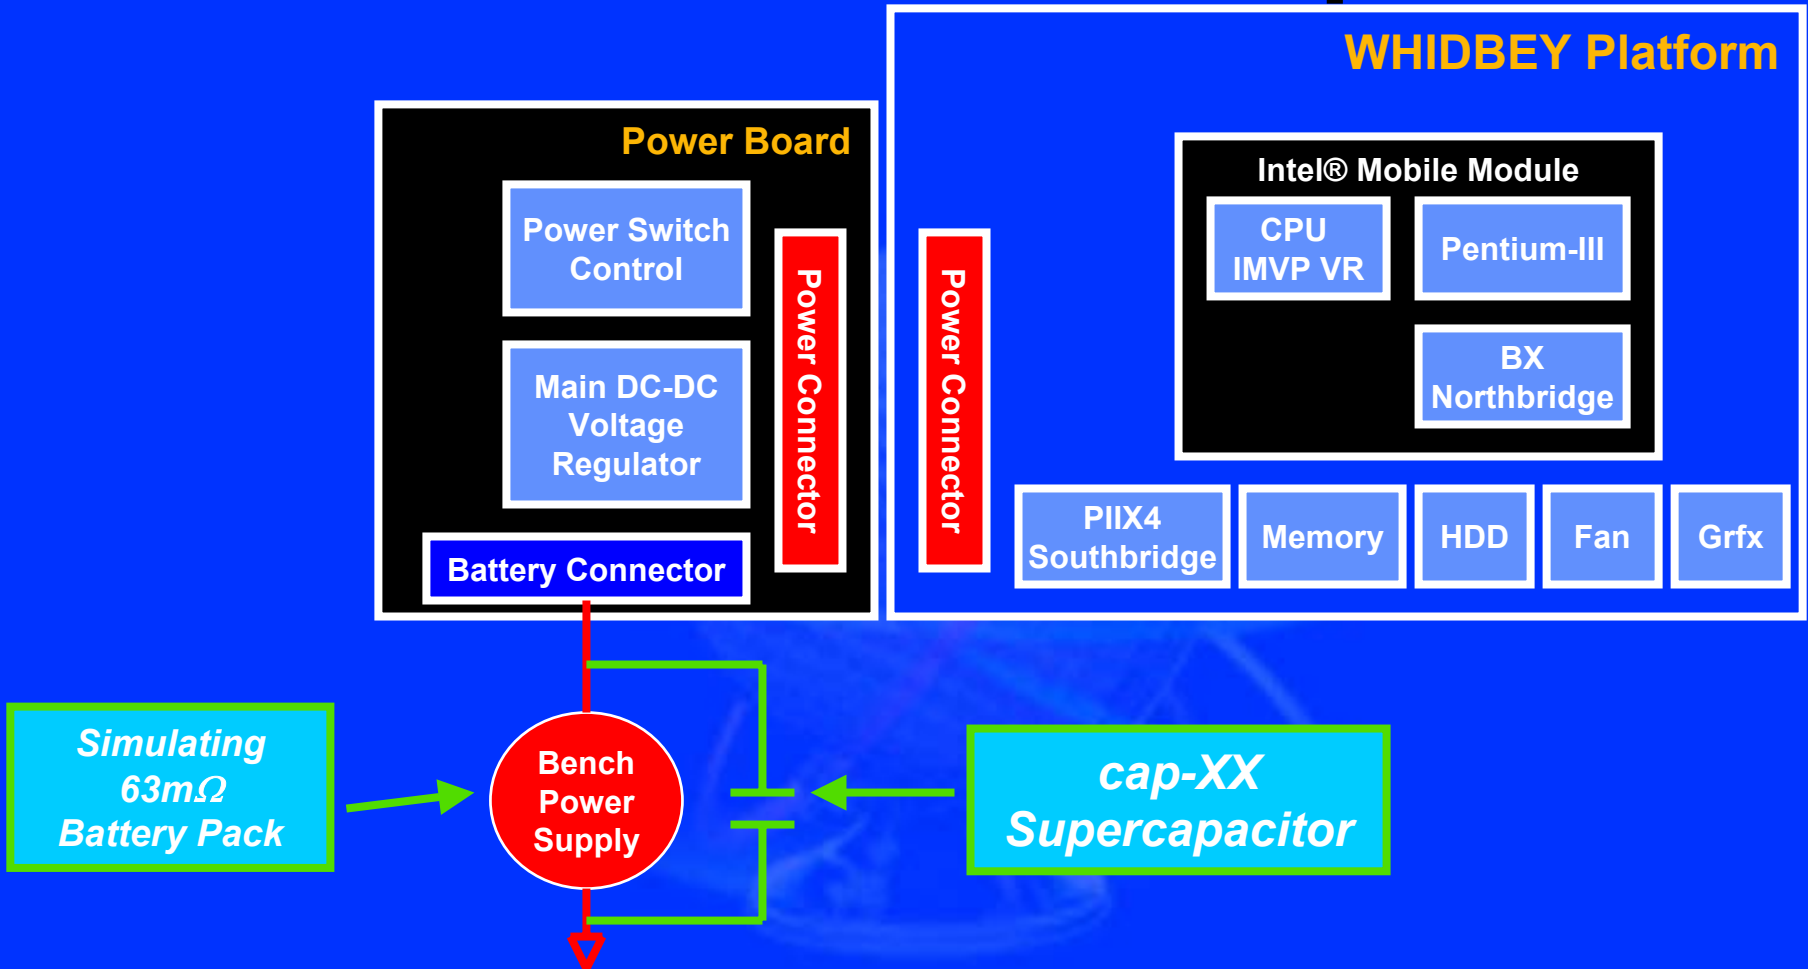 WHIDBEY Platform
Power Board
Power Switch
Control
Main DC-DC
Voltage
Regulator
Battery Connector
Power Connector
Power Connector
Intel® Mobile Module
CPU
IMVP VR
Pentium-III
BX
Northbridge
PIIX4
Southbridge
Memory
HDD
Fan
Grfx
Simulating
63mΩ
Battery Pack
Bench
Power
Supply
cap-XX
Supercapacitor